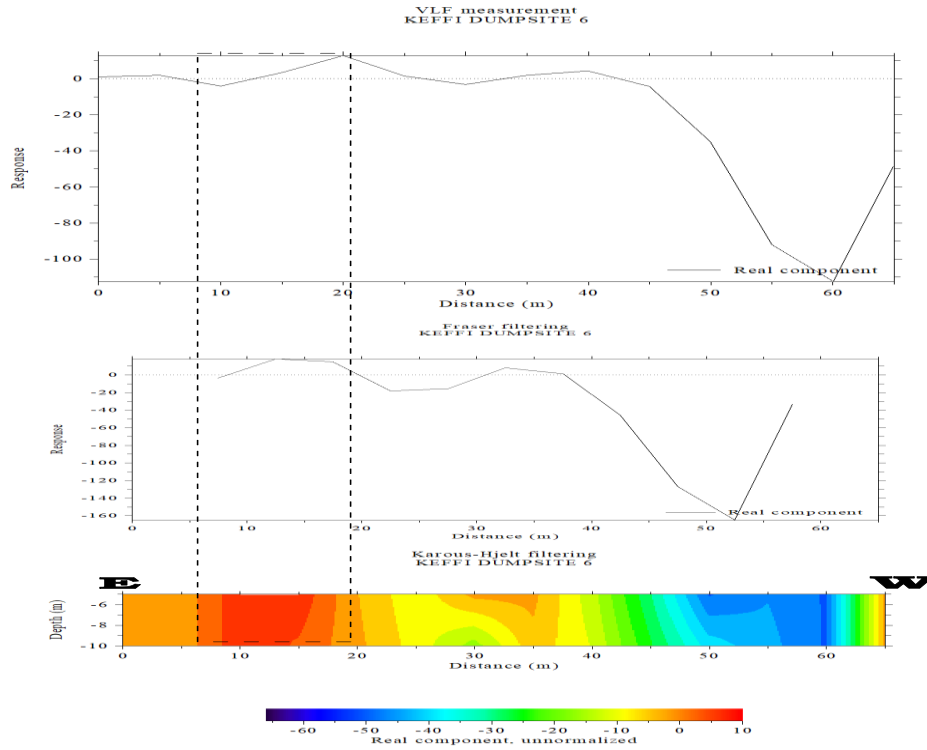 VLF measurement
KEFFI DUMPSITE 6
Response
0
-20
-40
-60
-80
-100
Real component
0 10 20 30 40 50 60
Distance (m)
Fraser filtering
KEFFI DUMPSITE 6
Response
0
-20
-40
-60
-80
-100
-120
-140
-160
Real component
0 10 20 30 40 50 60
Distance (m)
Karous-Hjelt filtering
KEFFI DUMPSITE 6
E W
Depth (m)
-6
-8
-10
0 10 20 30 40 50 60
Distance (m)
-60 -50 -40 -30 -20 -10 0 10
Real component, unnormalized